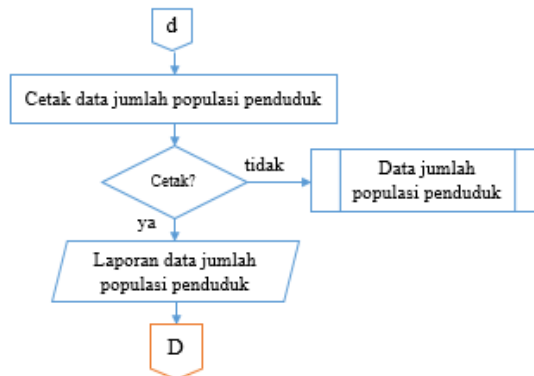 d
Cetak data jumlah populasi penduduk
Cetak?
tidak
Data jumlah
populasi penduduk
ya
Laporan data jumlah
populasi penduduk
D